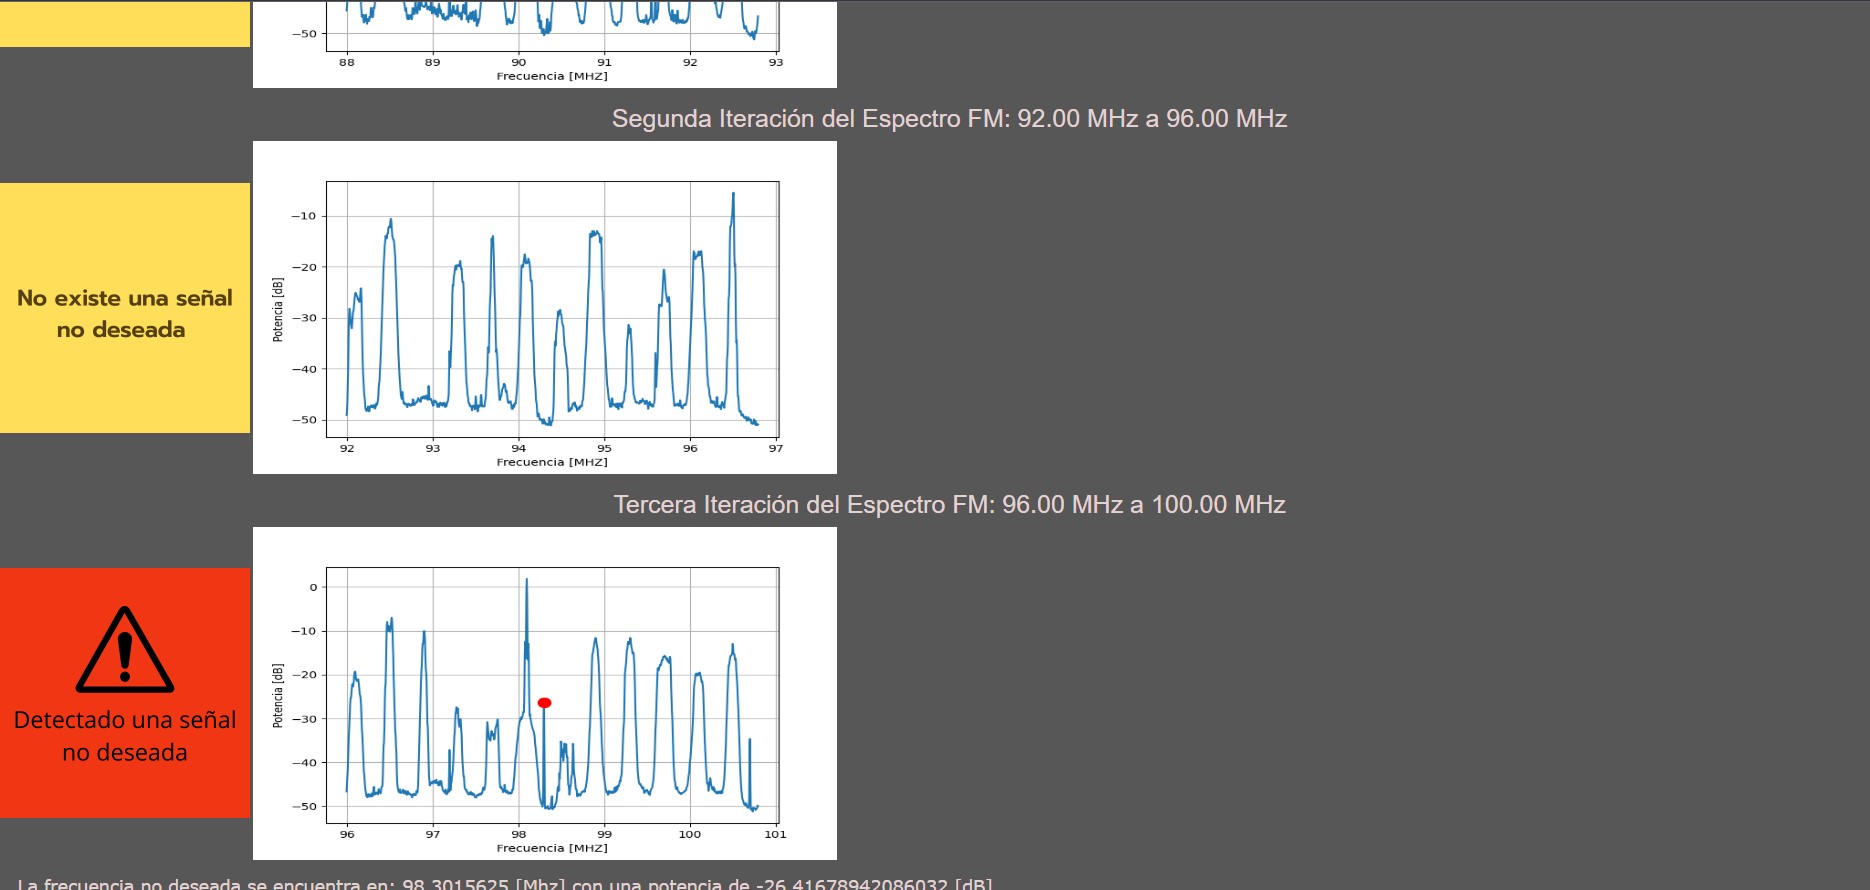 −50
88 89 90 91 92 93
Frecuencia [MHZ]
Segunda Iteración del Espectro FM: 92.00 MHz a 96.00 MHz
No existe una señal
no deseada
Potencia [dB]
−10
−20
−30
−40
−50
92 93 94 95 96 97
Frecuencia [MHZ]
Tercera Iteración del Espectro FM: 96.00 MHz a 100.00 MHz
Detectado una señal
no deseada
Potencia [dB]
0
−10
−20
−30
−40
−50
96 97 98 99 100 101
Frecuencia [MHZ]
La frecuencia no deseada se encuentra en: 98.3015625 [Mhz] con una potencia de -26.41678942086032 [dB]